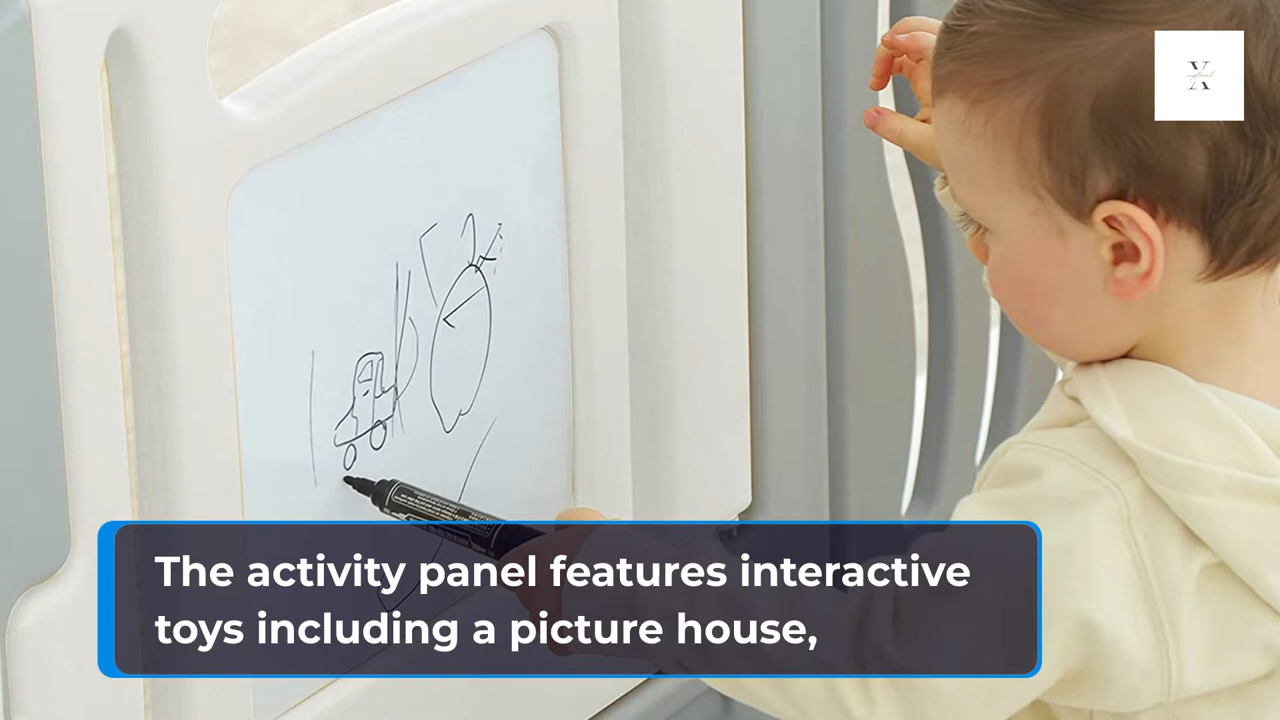 X
The activity panel features interactive
toys including a picture house,